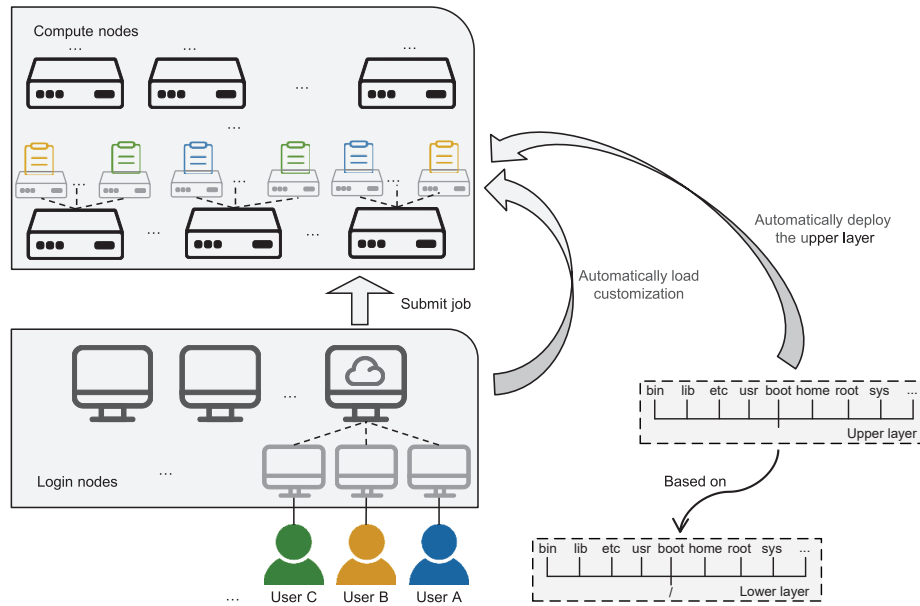 Compute nodes
...
...
...
...
...
...
...
...
...
...
Automatically deploy
the upper layer
Automatically load
customization
Submit job
...
...
Login nodes
bin lib etc usr boot home root sys ...
Upper layer
Based on
bin lib etc usr boot home root sys ...
/
Lower layer
... User C User B User A